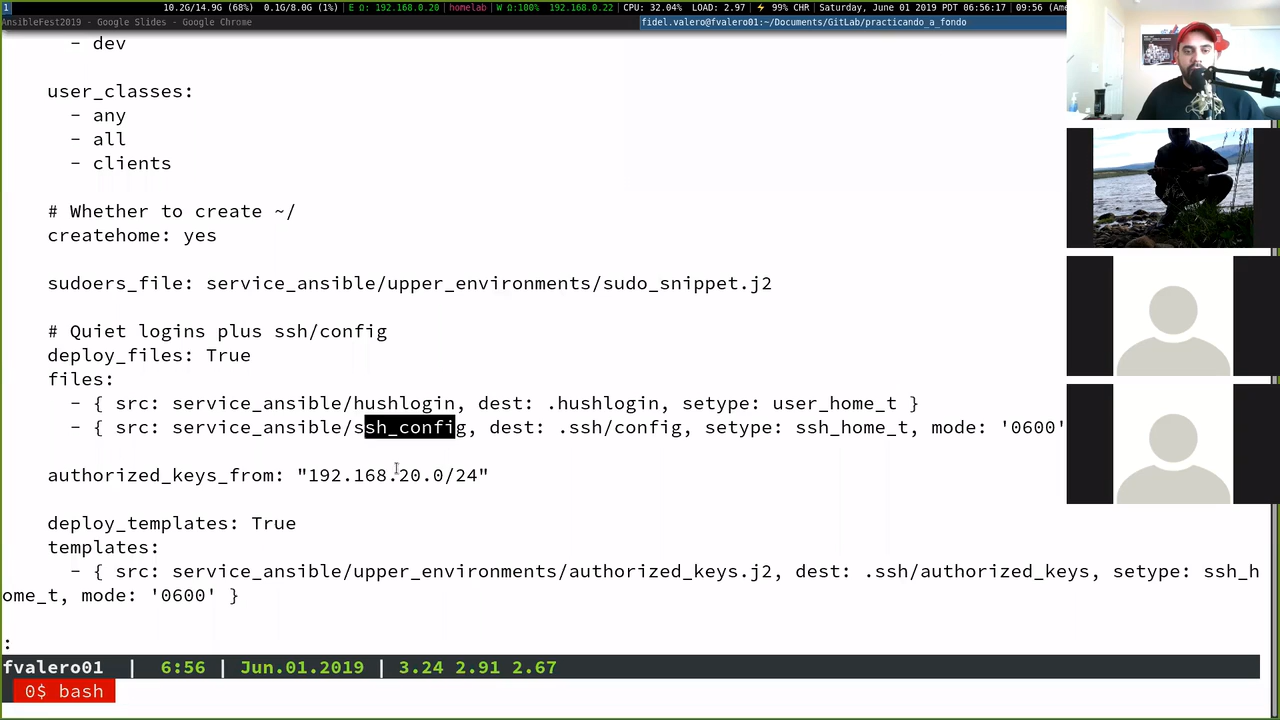 1
10.2G/14.9G (68%) | 0.1G/8.0G (1%) | E Ω: 192.168.0.20 | homelab | W Ω:100% 192.168.0.22 | CPU: 32.04% LOAD: 2.97 | ⚡ 99% CHR | Saturday, June 01 2019 PDT 06:56:17 | 09:56 (Ame
AnsibleFest2019 - Google Slides - Google Chrome
fidel.valero@fvalero01:~/Documents/GitLab/practicando_a_fondo
- dev
user_classes:
- any
- all
- clients
# Whether to create ~/
createhome: yes
sudoers_file: service_ansible/upper_environments/sudo_snippet.j2
# Quiet logins plus ssh/config
deploy_files: True
files:
- { src: service_ansible/hushlogin, dest: .hushlogin, setype: user_home_t }
- { src: service_ansible/ssh_config, dest: .ssh/config, setype: ssh_home_t, mode: '0600'
authorized_keys_from: "192.168.20.0/24"
deploy_templates: True
templates:
- { src: service_ansible/upper_environments/authorized_keys.j2, dest: .ssh/authorized_keys, setype: ssh_h
ome_t, mode: '0600' }
:
fvalero01 | 6:56 | Jun.01.2019 | 3.24 2.91 2.67
0$ bash